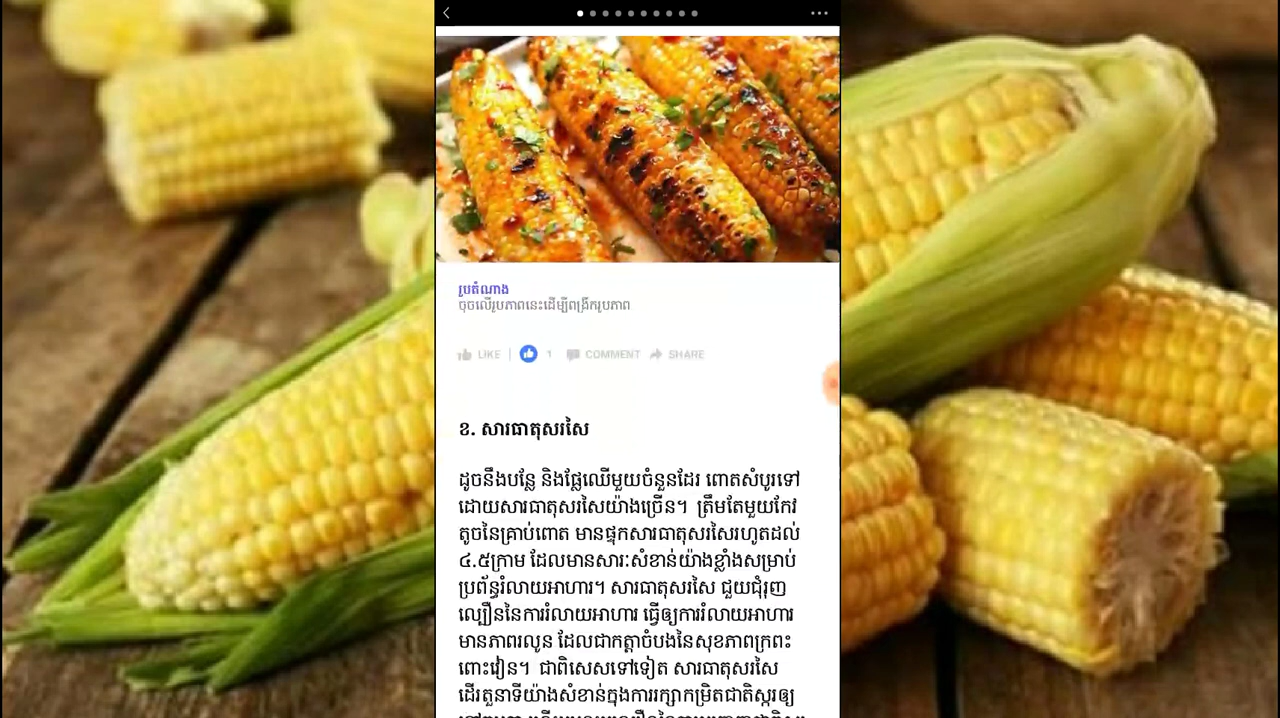 រូបតំណាង
ចុចលើរូបភាពនេះដើម្បីពង្រីករូបភាព
LIKE 1 COMMENT SHARE
ខ. សារធាតុសរសៃ
ដូចនឹងបន្លែ និងផ្លែឈើមួយចំនួនដែរ ពោតសំបូរទៅ
ដោយសារធាតុសរសៃយ៉ាងច្រើន។ ត្រឹមតែមួយកែវ
តូចនៃគ្រាប់ពោត មានផ្ទុកសារធាតុសរសៃរហូតដល់
៤.៥ក្រាម ដែលមានសារៈសំខាន់យ៉ាងខ្លាំងសម្រាប់
ប្រព័ន្ធរំលាយអាហារ។ សារធាតុសរសៃ ជួយជុំរុញ
ល្បឿននៃការរំលាយអាហារ ធ្វើឲ្យការរំលាយអាហារ
មានភាពរលូន ដែលជាកត្តាចំបងនៃសុខភាពក្រពះ
ពោះវៀន។ ជាពិសេសទៅទៀត សារធាតុសរសៃ
ដើរតួនាទីយ៉ាងសំខាន់ក្នុងការរក្សាកម្រិតជាតិស្ករឲ្យ